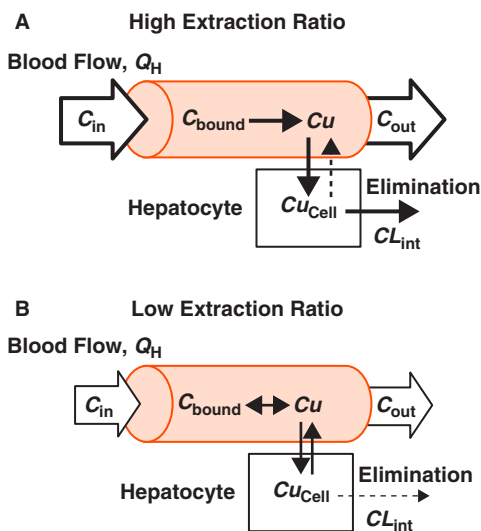 A High Extraction Ratio
Blood Flow, QH
Cin Cbound Cu Cout
Hepatocyte CuCell Elimination
CLint
B Low Extraction Ratio
Blood Flow, QH
Cin Cbound Cu Cout
Hepatocyte CuCell Elimination
CLint